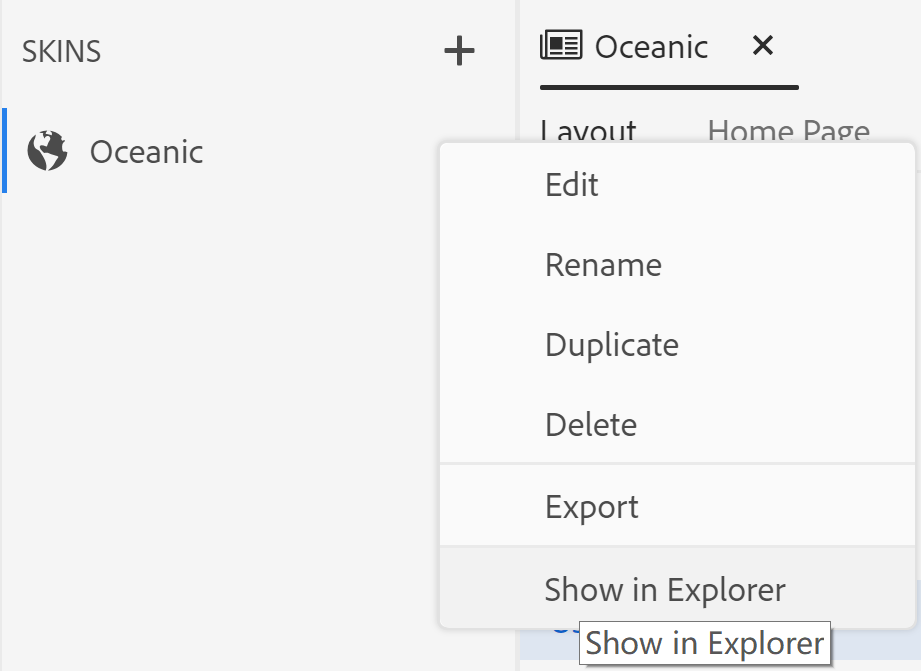 SKINS
Oceanic
Oceanic
Layout Home Page
Edit
Rename
Duplicate
Delete
Export
Show in Explorer
Show in Explorer